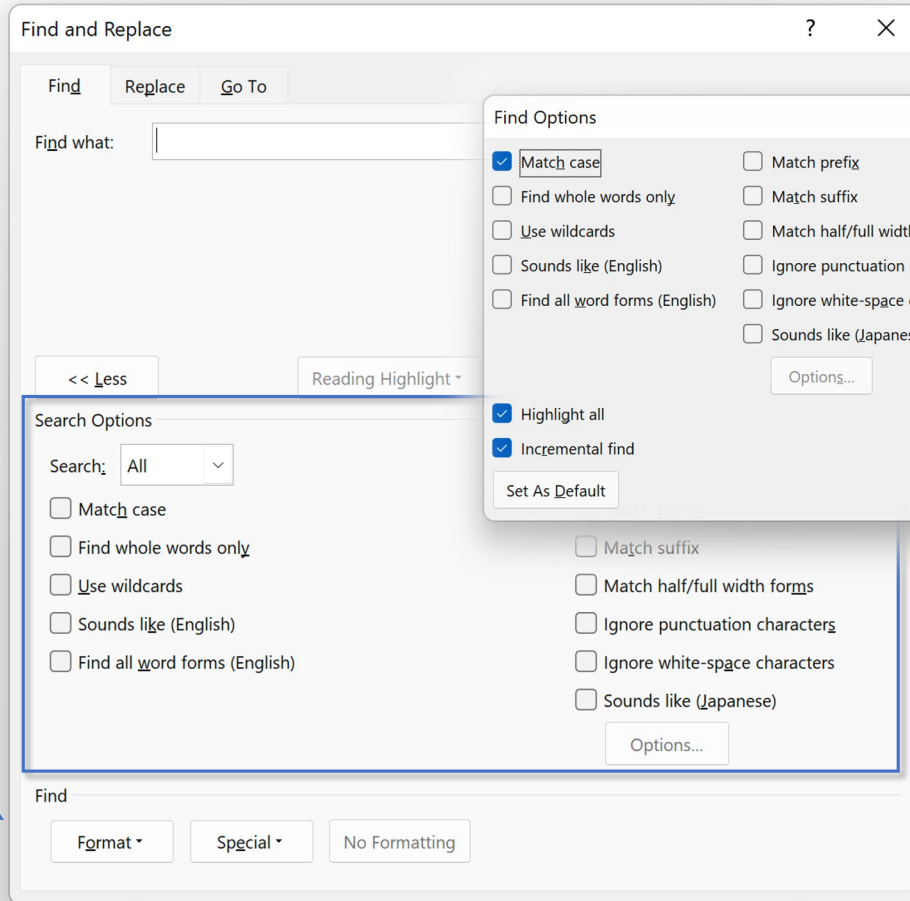 Find and Replace
?
Find Replace Go To
Find what:
Find Options
Match case
Match prefix
Find whole words only
Match suffix
Use wildcards
Match half/full width
Sounds like (English)
Ignore punctuation
Find all word forms (English)
Ignore white-space
Sounds like (Japanes
Options...
Highlight all
Incremental find
Set As Default
<< Less
Reading Highlight
Search Options
Search: All
Match case
Find whole words only
Match suffix
Use wildcards
Match half/full width forms
Sounds like (English)
Ignore punctuation characters
Find all word forms (English)
Ignore white-space characters
Sounds like (Japanese)
Options...
Find
Format
Special
No Formatting